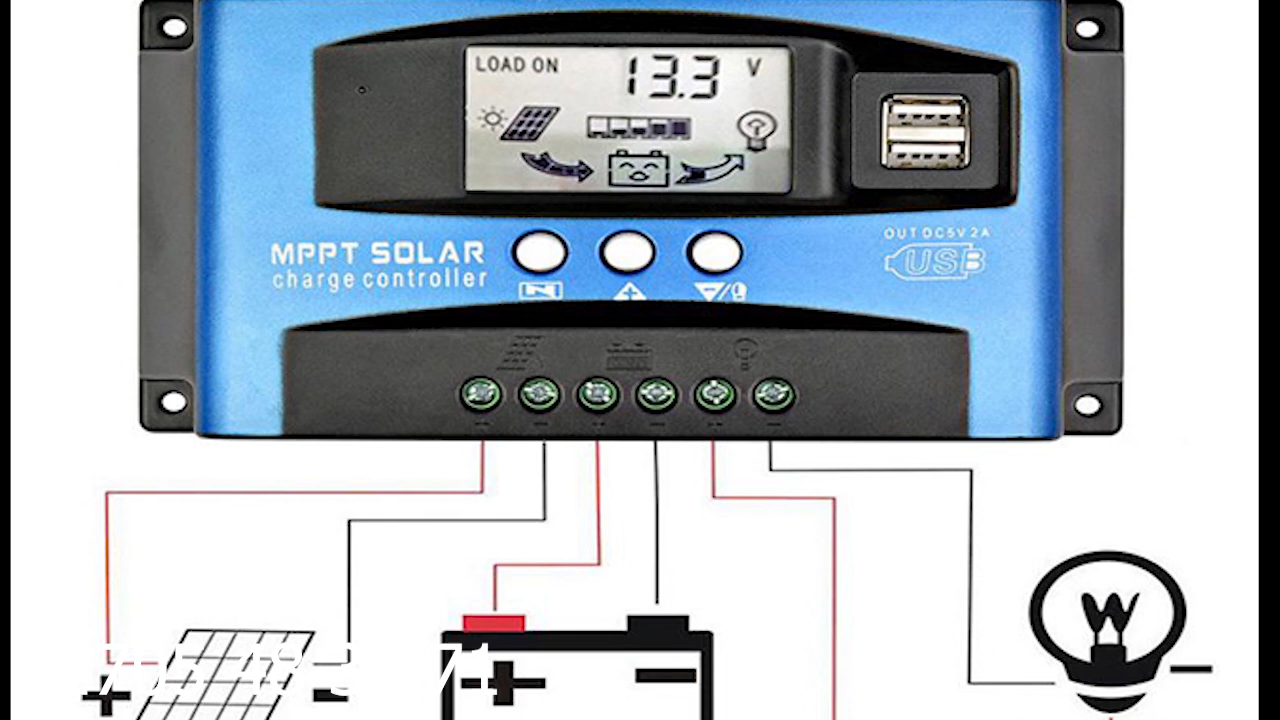 LOAD ON 13.3 V
OUT DC5V 2A
MPPT SOLAR
USB
charge controller
+ - + - -